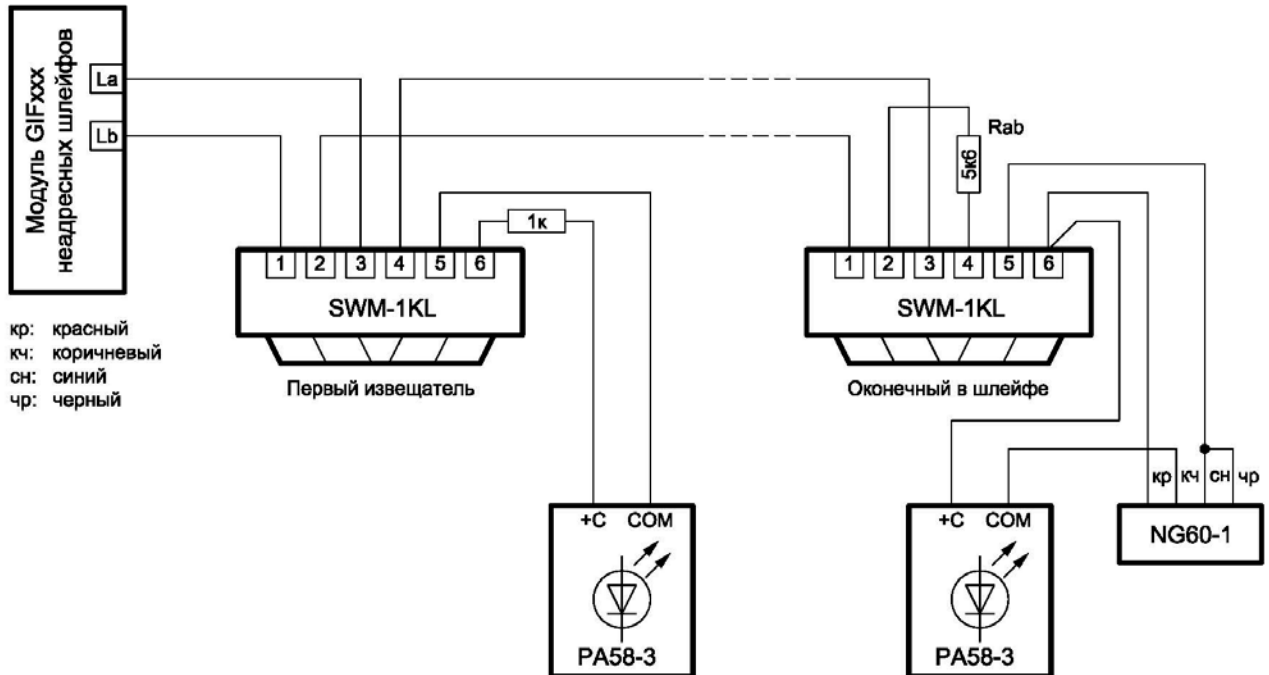 Модуль GIFxxx
неадресных шлейфов
La
Lb
кр: красный
кч: коричневый
сн: синий
чр: черный
1к
1 2 3 4 5 6
SWM-1KL
Первый извещатель
Rab
5к6
1 2 3 4 5 6
SWM-1KL
Оконечный в шлейфе
+C COM
PA58-3
+C COM
PA58-3
кр кч сн чр
NG60-1